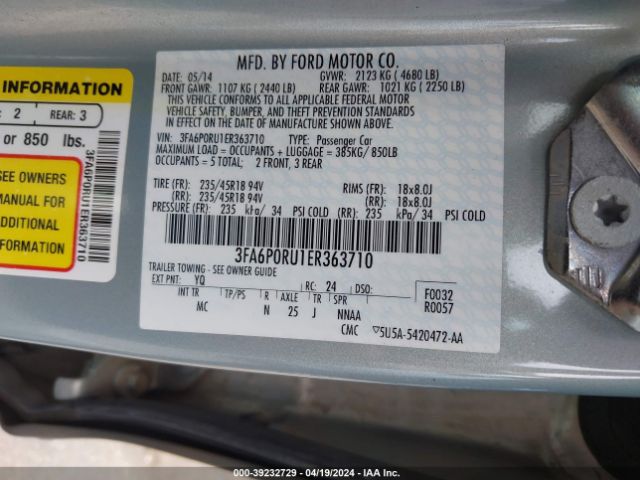 INFORMATION
2 REAR: 3
or 850 lbs.
SEE OWNERS
MANUAL FOR
ADDITIONAL
INFORMATION
3FA6P0RU1ER363710
MFD. BY FORD MOTOR CO.
DATE: 05/14 GVWR: 2123 KG ( 4680 LB)
FRONT GAWR: 1107 KG ( 2440 LB) REAR GAWR: 1021 KG ( 2250 LB)
THIS VEHICLE CONFORMS TO ALL APPLICABLE FEDERAL MOTOR
VEHICLE SAFETY, BUMPER, AND THEFT PREVENTION STANDARDS
IN EFFECT ON THE DATE OF MANUFACTURE SHOWN ABOVE.
VIN: 3FA6P0RU1ER363710 TYPE: Passenger Car
MAXIMUM LOAD = OCCUPANTS + LUGGAGE = 385KG/850LB
OCCUPANTS = 5 TOTAL; 2 FRONT, 3 REAR
TIRE (FR): 235/45R18 94V RIMS (FR): 18x8.0J
(RR): 235/45R18 94V (RR): 18x8.0J
PRESSURE (FR): 235 kPa/ 34 PSI COLD (RR): 235 kPa/ 34 PSI COLD
3FA6P0RU1ER363710
TRAILER TOWING - SEE OWNER GUIDE
EXT PNT: YQ RC: 24 DSO: F0032
R0057
INT TR TP/PS R AXLE TR SPR
MC N 25 J NNAA
CMC 5U5A-5420472-AA
000-39232729 - 04/19/2024 - IAA Inc.